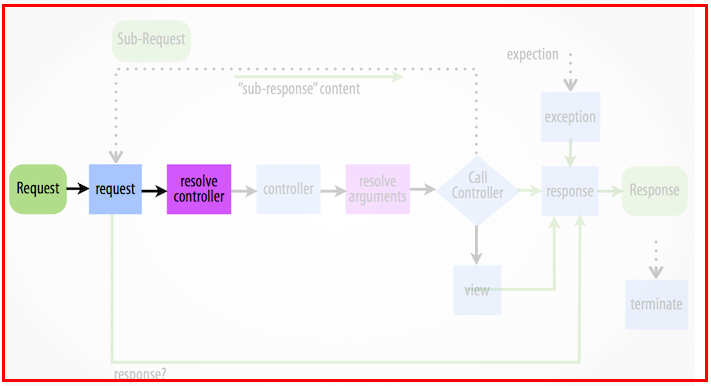 Sub-Request
expection
"sub-response" content
exception
Request
request
resolve
controller
controller
resolve
arguments
Call
Controller
response
Response
view
terminate
response?